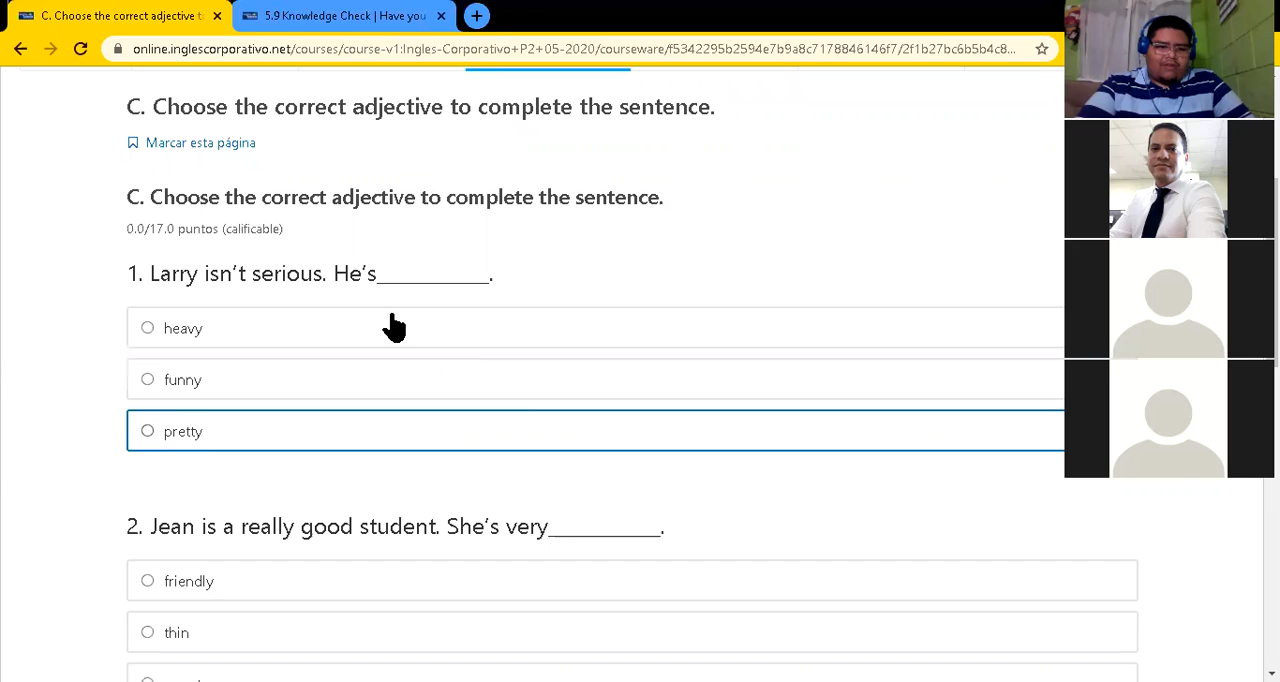 C. Choose the correct adjective t
5.9 Knowledge Check | Have you
online.inglescorporativo.net/courses/course-v1:Ingles-Corporativo+P2+05-2020/courseware/f5342295b2594e7b9a8c7178846146f7/2f1b27bc6b5b4c8...
C. Choose the correct adjective to complete the sentence.
Marcar esta página
C. Choose the correct adjective to complete the sentence.
0.0/17.0 puntos (calificable)
1. Larry isn’t serious. He’s__________.
heavy
funny
pretty
2. Jean is a really good student. She’s very__________.
friendly
thin